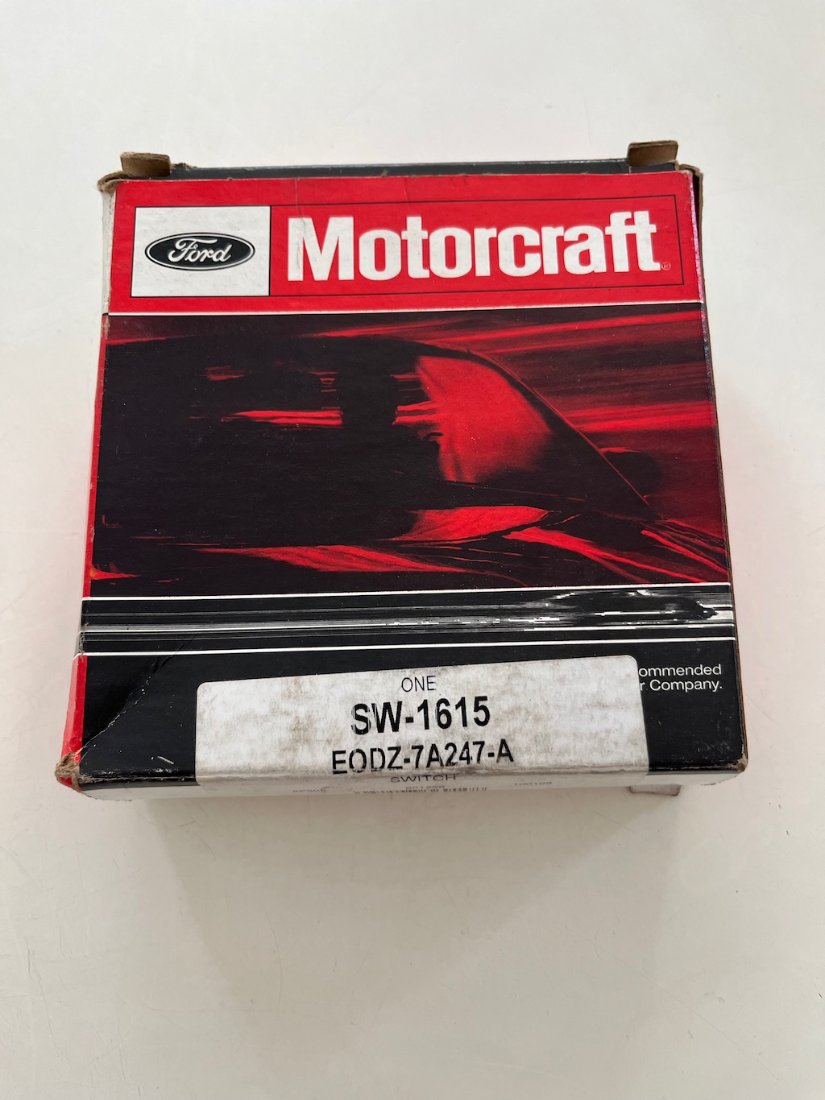 Ford
Motorcraft®
ommended
r Company.
ONE
SW-1615
EODZ-7A247-A
SWITCH